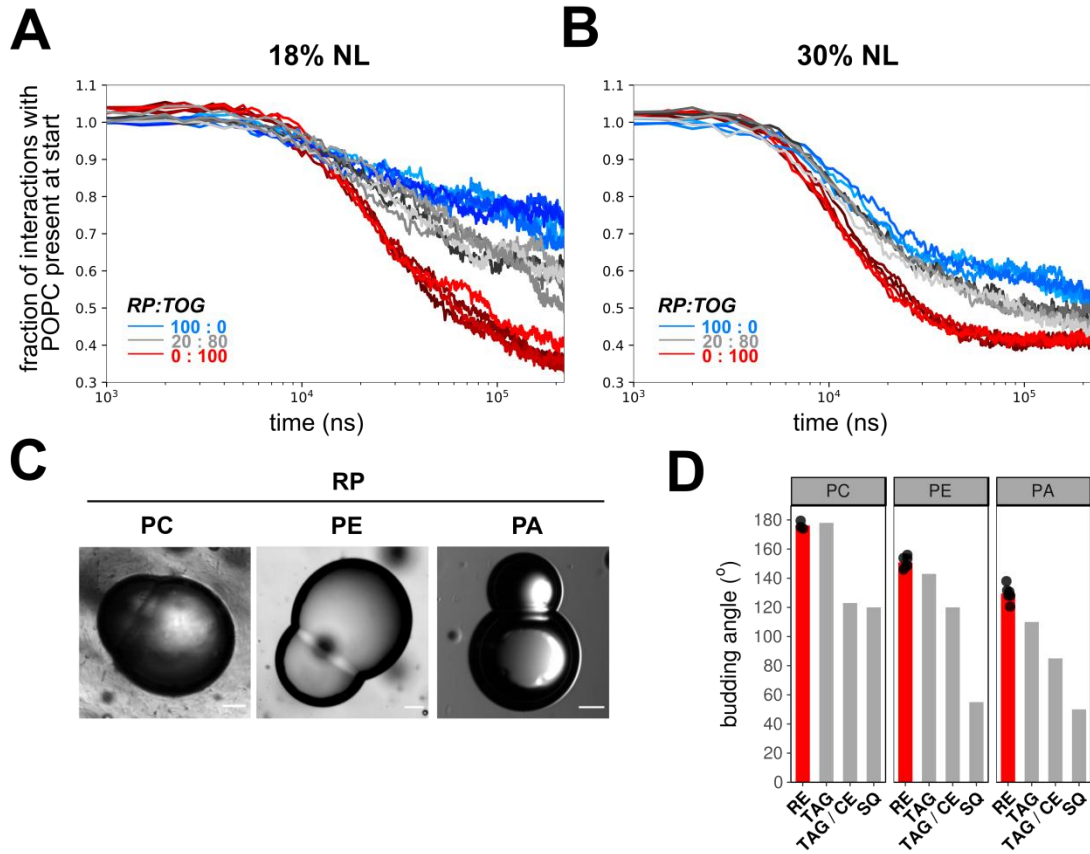 A
18% NL
fraction of interactions with
POPC present at start
1.1
1.0
0.9
0.8
0.7
0.6
0.5
0.4
0.3
RP:TOG
100 : 0
20 : 80
0 : 100
10³
10⁴
10⁵
time (ns)
B
30% NL
1.1
1.0
0.9
0.8
0.7
0.6
0.5
0.4
0.3
RP:TOG
100 : 0
20 : 80
0 : 100
10³
10⁴
10⁵
time (ns)
C
RP
PC PE PA
D
PC PE PA
budding angle (°)
180
160
140
120
100
80
60
40
20
0
RE TAG TAG / CE SQ
RE TAG TAG / CE SQ
RE TAG TAG / CE SQ